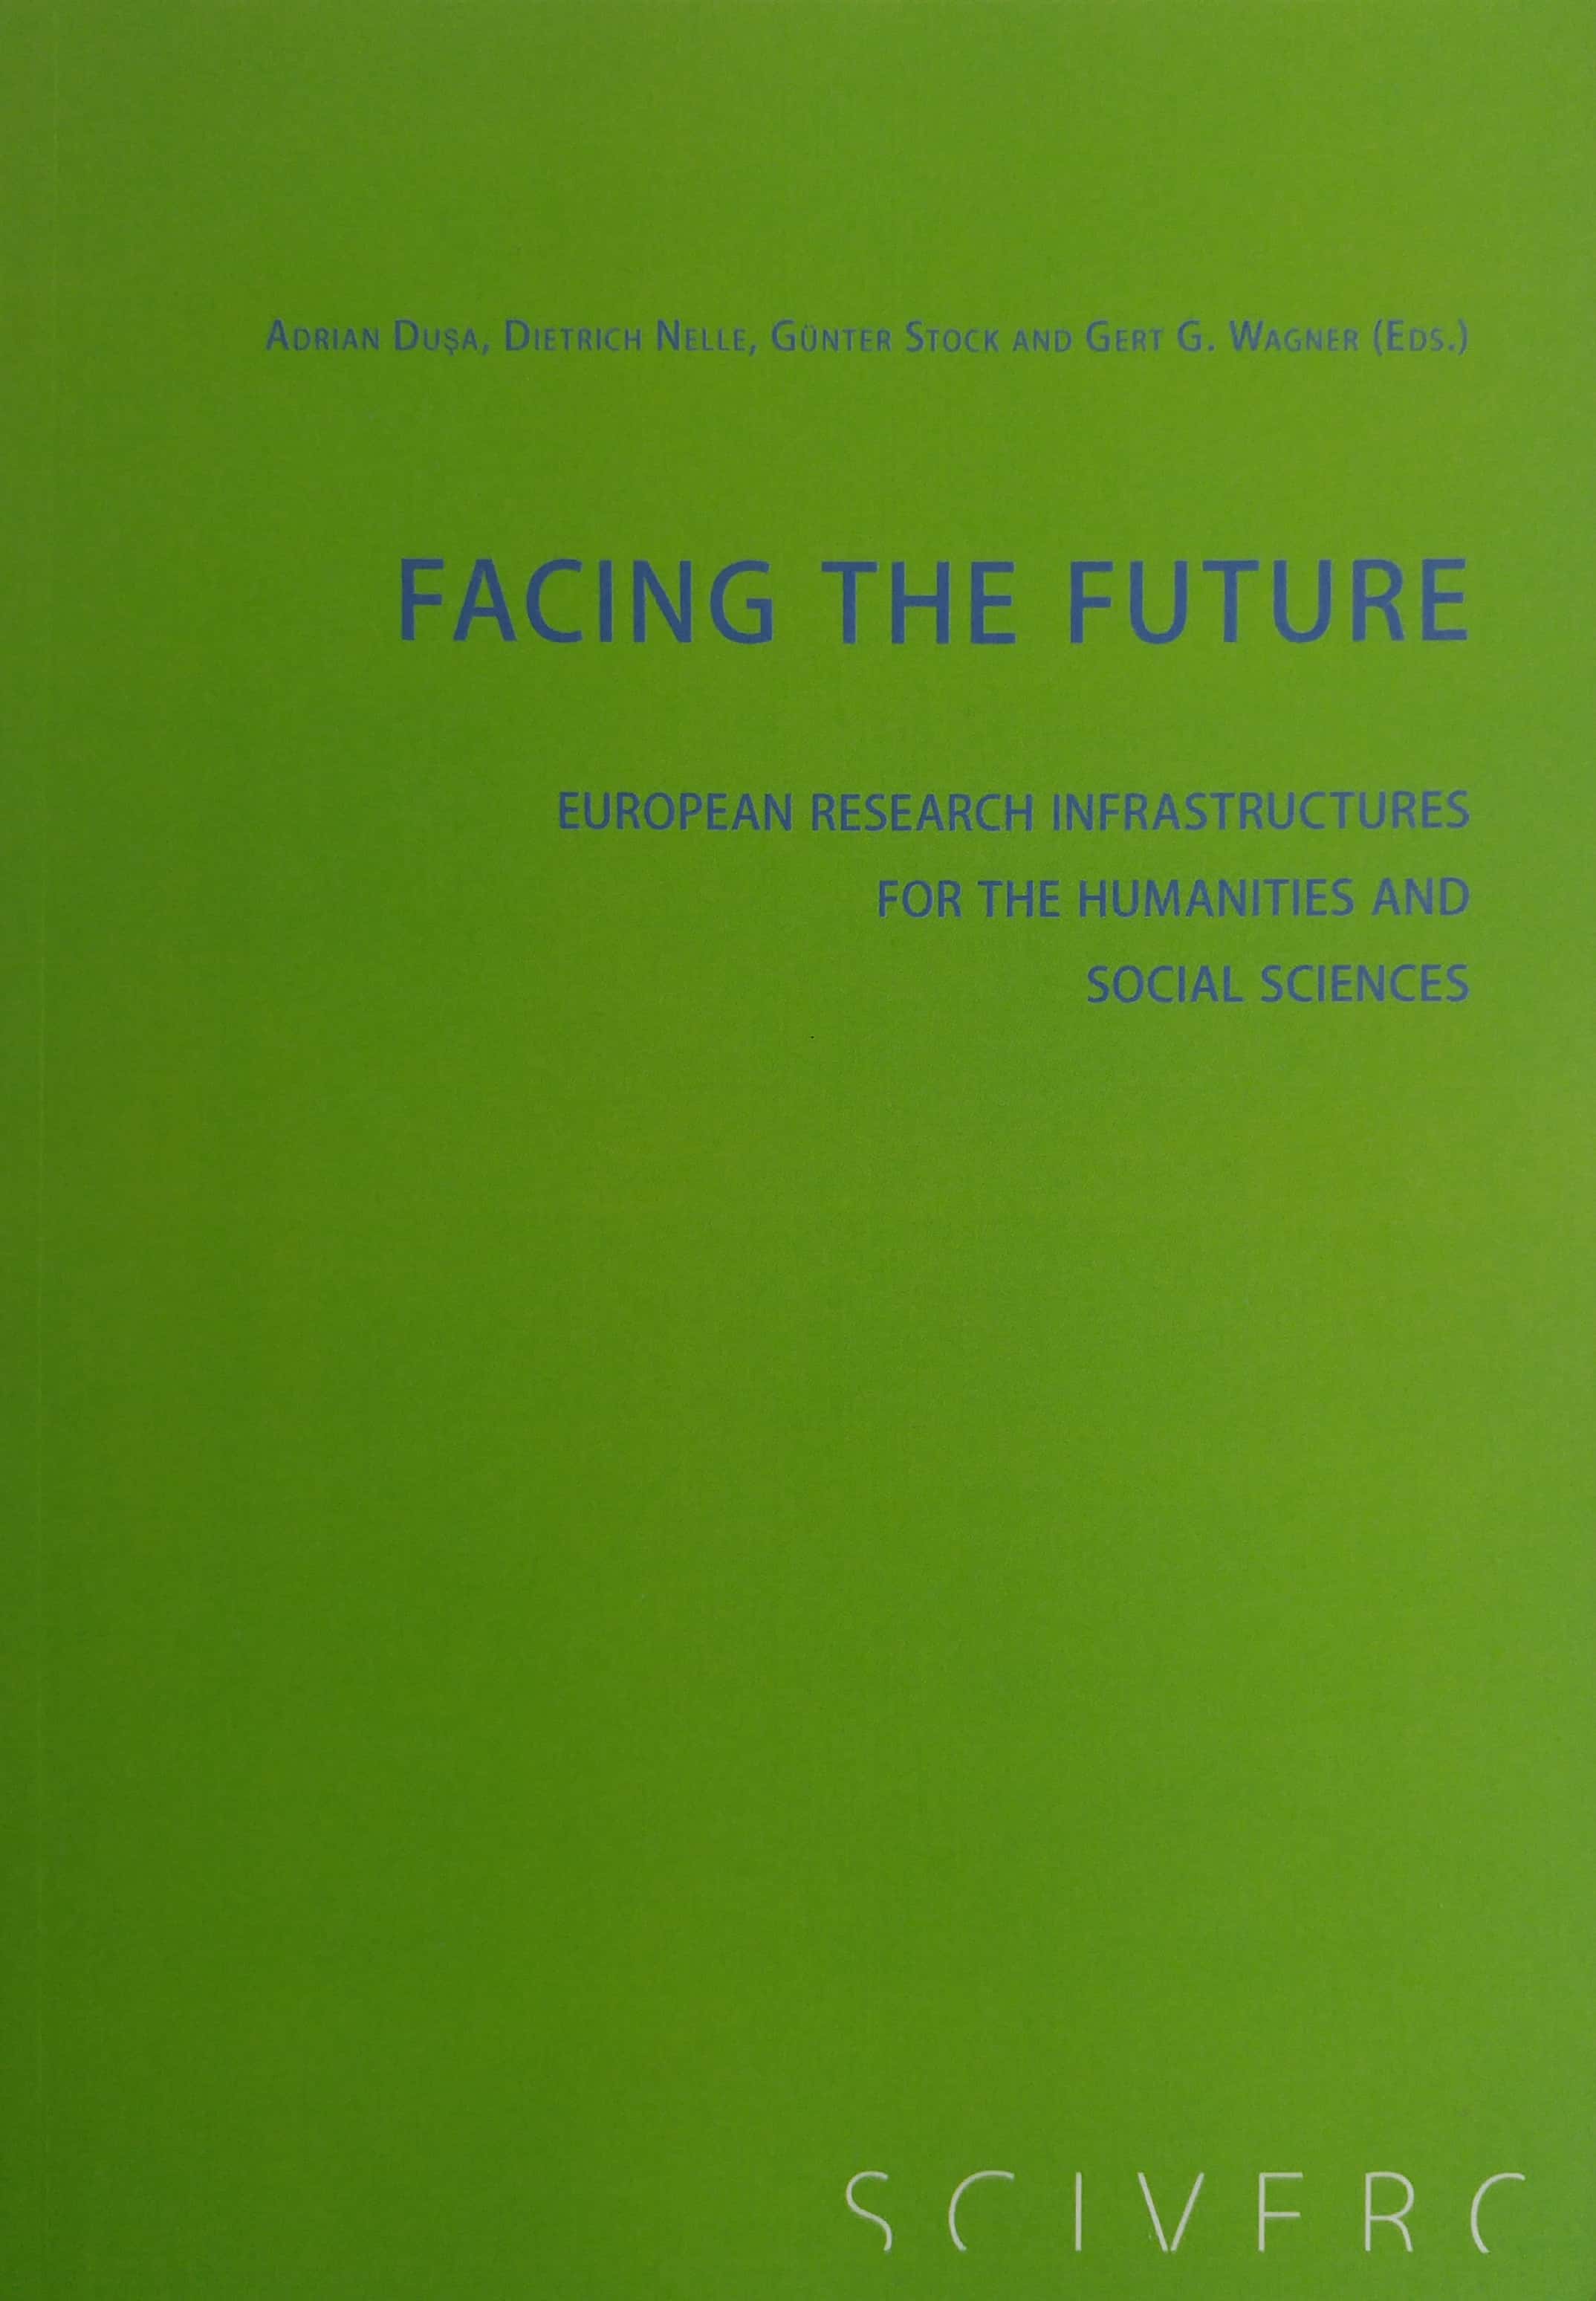 ADRIAN DUŞA, DIETRICH NELLE, GÜNTER STOCK AND GERT G. WAGNER (EDS.)
FACING THE FUTURE
EUROPEAN RESEARCH INFRASTRUCTURES
FOR THE HUMANITIES AND
SOCIAL SCIENCES
SCIVERO